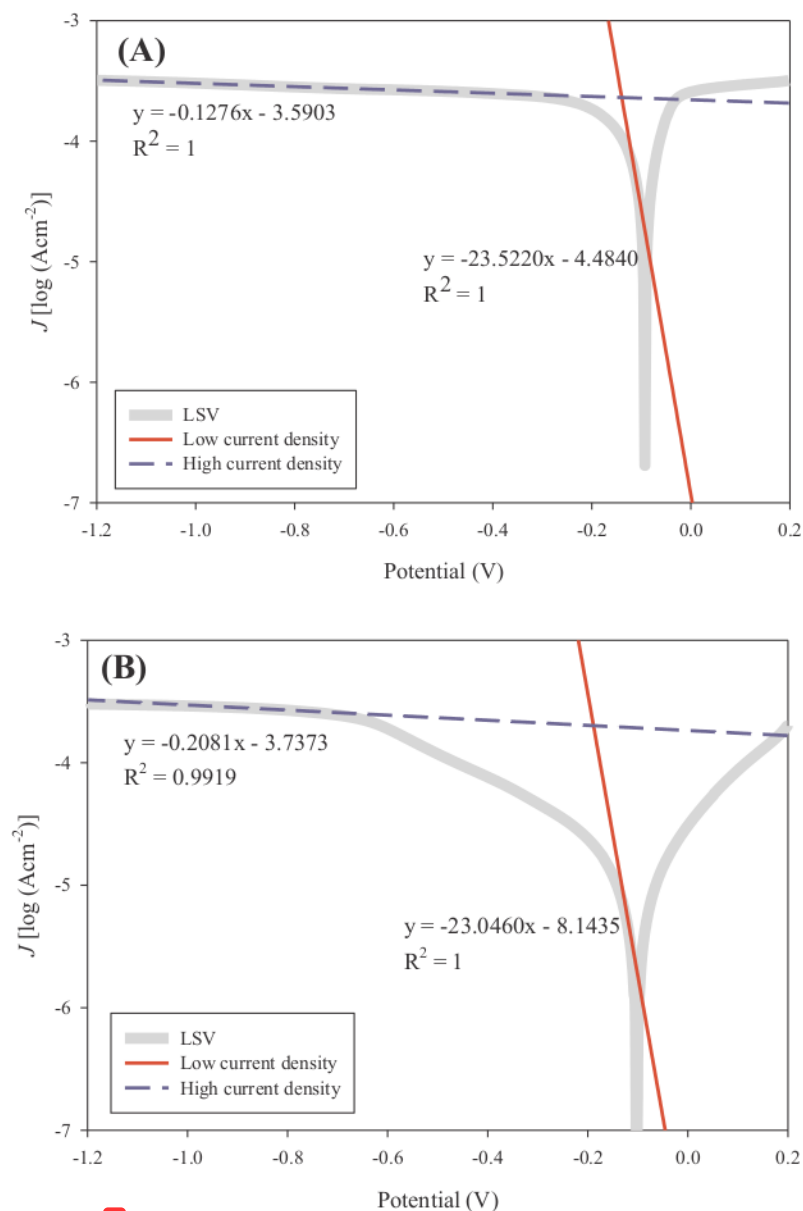 (A)
-3
-4
-5
-6
-7
J [log (Acm⁻²)]
y = -0.1276x - 3.5903
R² = 1
y = -23.5220x - 4.4840
R² = 1
LSV
Low current density
High current density
-1.2 -1.0 -0.8 -0.6 -0.4 -0.2 0.0 0.2
Potential (V)
(B)
-3
-4
-5
-6
-7
J [log (Acm⁻²)]
y = -0.2081x - 3.7373
R² = 0.9919
y = -23.0460x - 8.1435
R² = 1
LSV
Low current density
High current density
-1.2 -1.0 -0.8 -0.6 -0.4 -0.2 0.0 0.2
Potential (V)